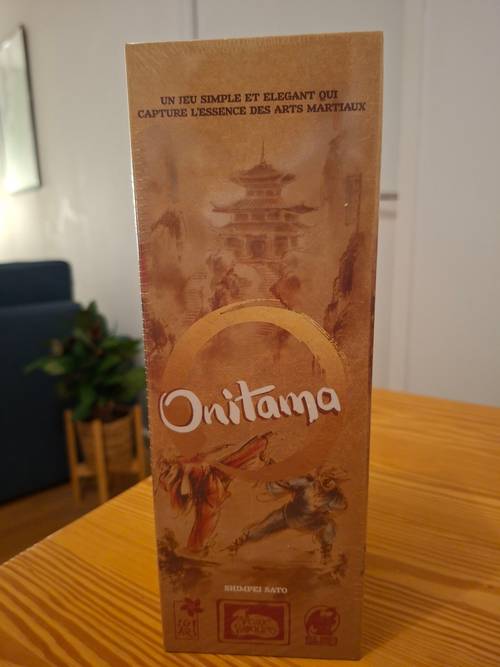 UN JEU SIMPLE ET ELEGANT QUI
CAPTURE L'ESSENCE DES ARTS MARTIAUX
Onitama
SHIMPEI SATO